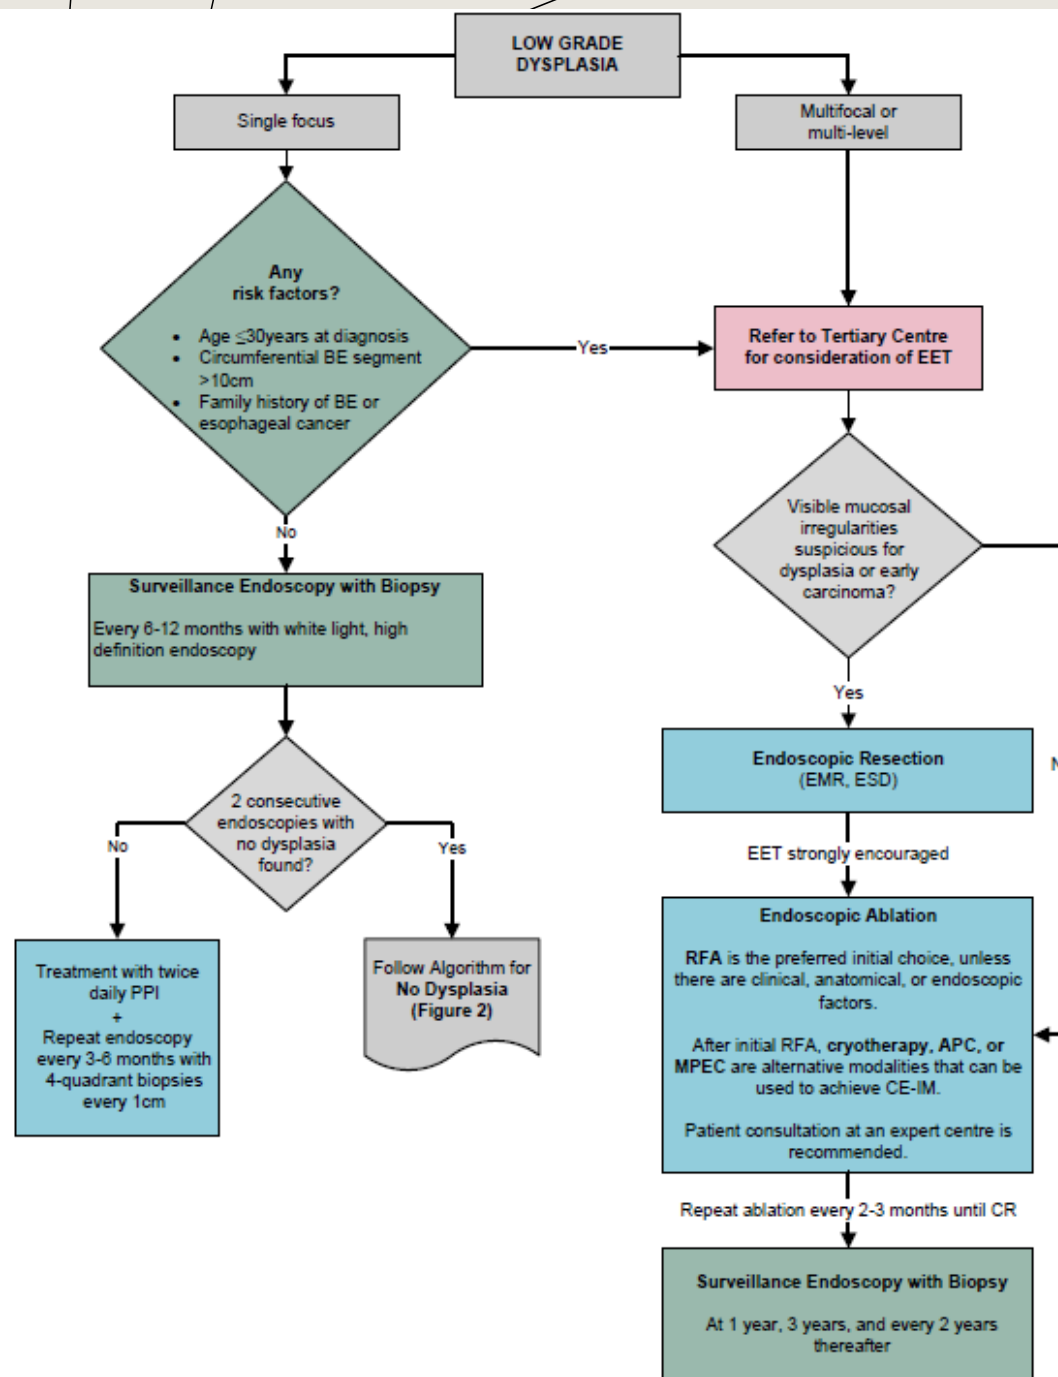 LOW GRADE
DYSPLASIA
Single focus
Multifocal or
multi-level
Any
risk factors?
• Age ≤30years at diagnosis
• Circumferential BE segment
>10cm
• Family history of BE or
esophageal cancer
Yes
Refer to Tertiary Centre
for consideration of EET
No
Visible mucosal
irregularities
suspicious for
dysplasia or early
carcinoma?
Surveillance Endoscopy with Biopsy
Every 6-12 months with white light, high
definition endoscopy
Yes
Endoscopic Resection
(EMR, ESD)
2 consecutive
endoscopies with
no dysplasia
found?
No
Yes
EET strongly encouraged
Treatment with twice
daily PPI
+
Repeat endoscopy
every 3-6 months with
4-quadrant biopsies
every 1cm
Follow Algorithm for
No Dysplasia
(Figure 2)
Endoscopic Ablation
RFA is the preferred initial choice, unless
there are clinical, anatomical, or endoscopic
factors.
After initial RFA, cryotherapy, APC, or
MPEC are alternative modalities that can be
used to achieve CE-IM.
Patient consultation at an expert centre is
recommended.
Repeat ablation every 2-3 months until CR
Surveillance Endoscopy with Biopsy
At 1 year, 3 years, and every 2 years
thereafter